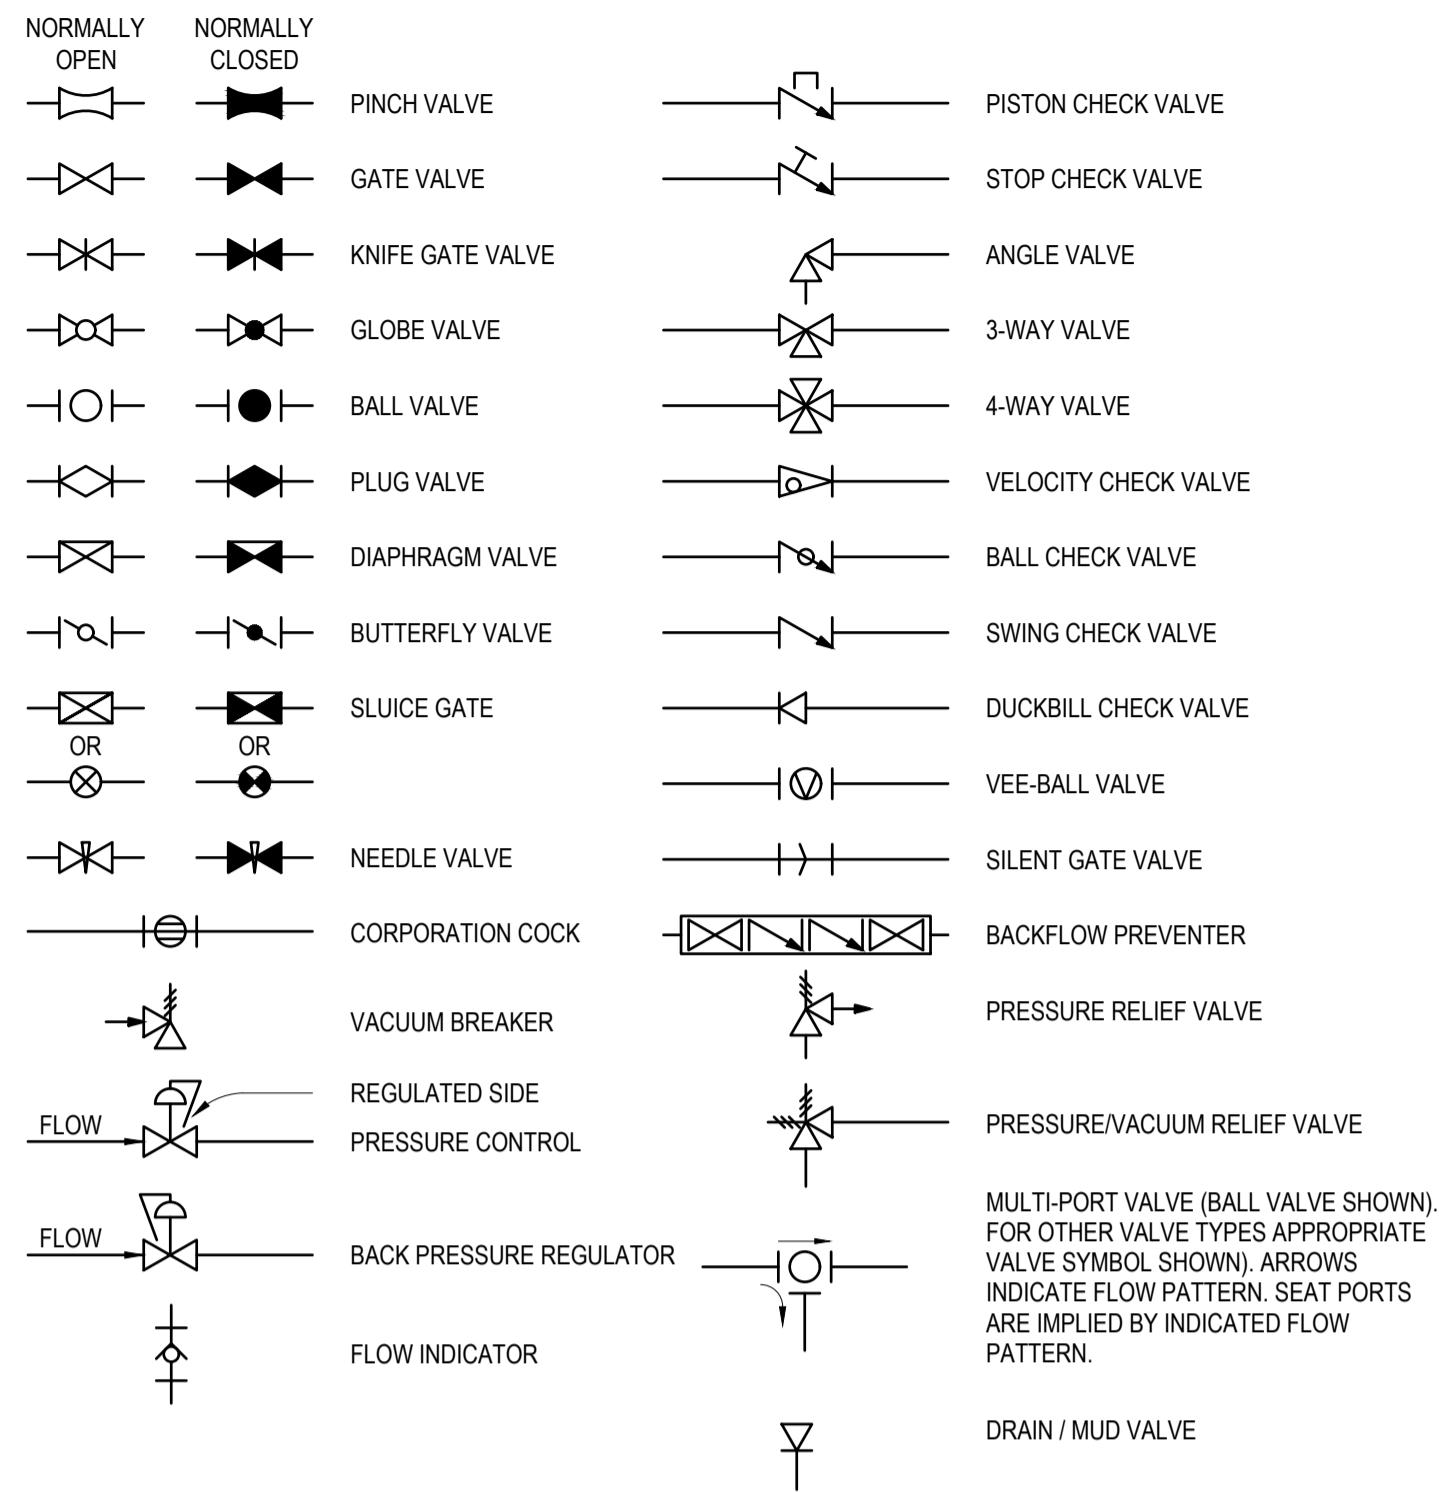 NORMALLY
OPEN
NORMALLY
CLOSED
PINCH VALVE
GATE VALVE
KNIFE GATE VALVE
GLOBE VALVE
BALL VALVE
PLUG VALVE
DIAPHRAGM VALVE
BUTTERFLY VALVE
SLUICE GATE
OR
OR
NEEDLE VALVE
CORPORATION COCK
VACUUM BREAKER
REGULATED SIDE
FLOW
PRESSURE CONTROL
FLOW
BACK PRESSURE REGULATOR
FLOW INDICATOR
PISTON CHECK VALVE
STOP CHECK VALVE
ANGLE VALVE
3-WAY VALVE
4-WAY VALVE
VELOCITY CHECK VALVE
BALL CHECK VALVE
SWING CHECK VALVE
DUCKBILL CHECK VALVE
VEE-BALL VALVE
SILENT GATE VALVE
BACKFLOW PREVENTER
PRESSURE RELIEF VALVE
PRESSURE/VACUUM RELIEF VALVE
MULTI-PORT VALVE (BALL VALVE SHOWN).
FOR OTHER VALVE TYPES APPROPRIATE
VALVE SYMBOL SHOWN). ARROWS
INDICATE FLOW PATTERN. SEAT PORTS
ARE IMPLIED BY INDICATED FLOW
PATTERN.
DRAIN / MUD VALVE